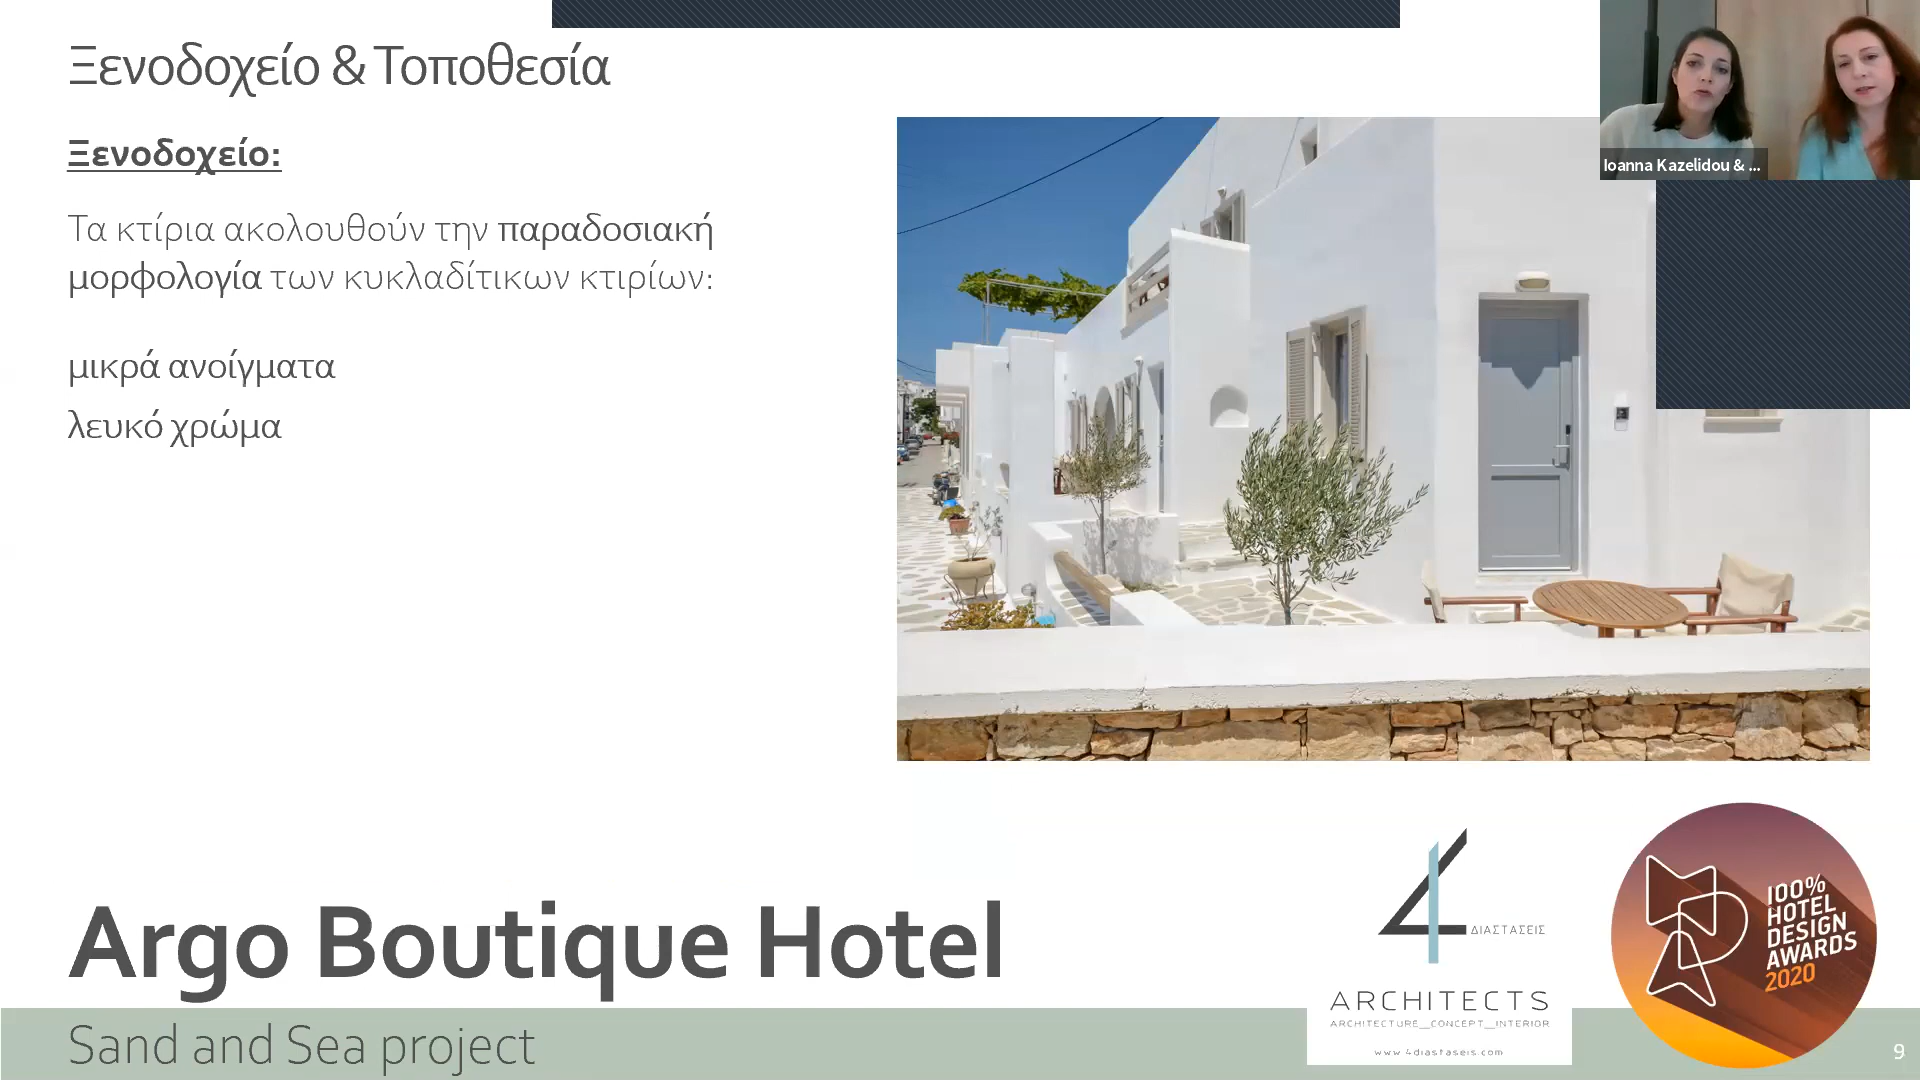 Ξενοδοχείο & Τοποθεσία
Ξενοδοχείο:
Τα κτίρια ακολουθούν την παραδοσιακή
μορφολογία των κυκλαδίτικων κτιρίων:
μικρά ανοίγματα
λευκό χρώμα
Ioanna Kazelidou & ...
Argo Boutique Hotel
Sand and Sea project
4
ΔΙΑΣΤΑΣΕΙΣ
ARCHITECTS
ARCHITECTURE_CONCEPT_INTERIOR
www.4diastaseis.com
100%
HOTEL
DESIGN
AWARDS
2020
9